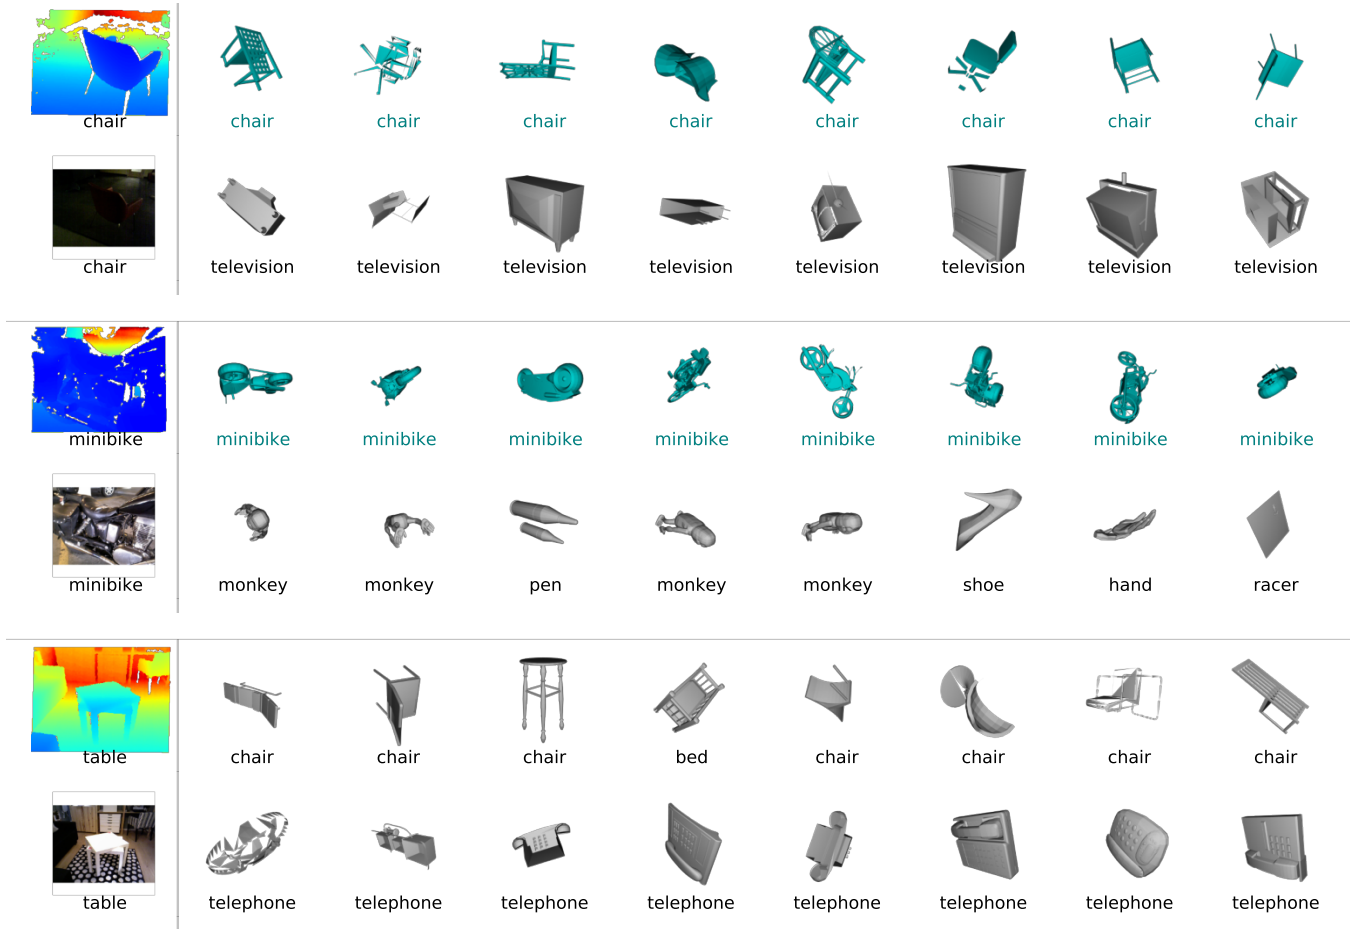 chair chair chair chair chair chair chair chair chair
chair television television television television television television television television
minibike minibike minibike minibike minibike minibike minibike minibike minibike
minibike monkey monkey pen monkey monkey shoe hand racer
table chair chair chair bed chair chair chair chair
table telephone telephone telephone telephone telephone telephone telephone telephone